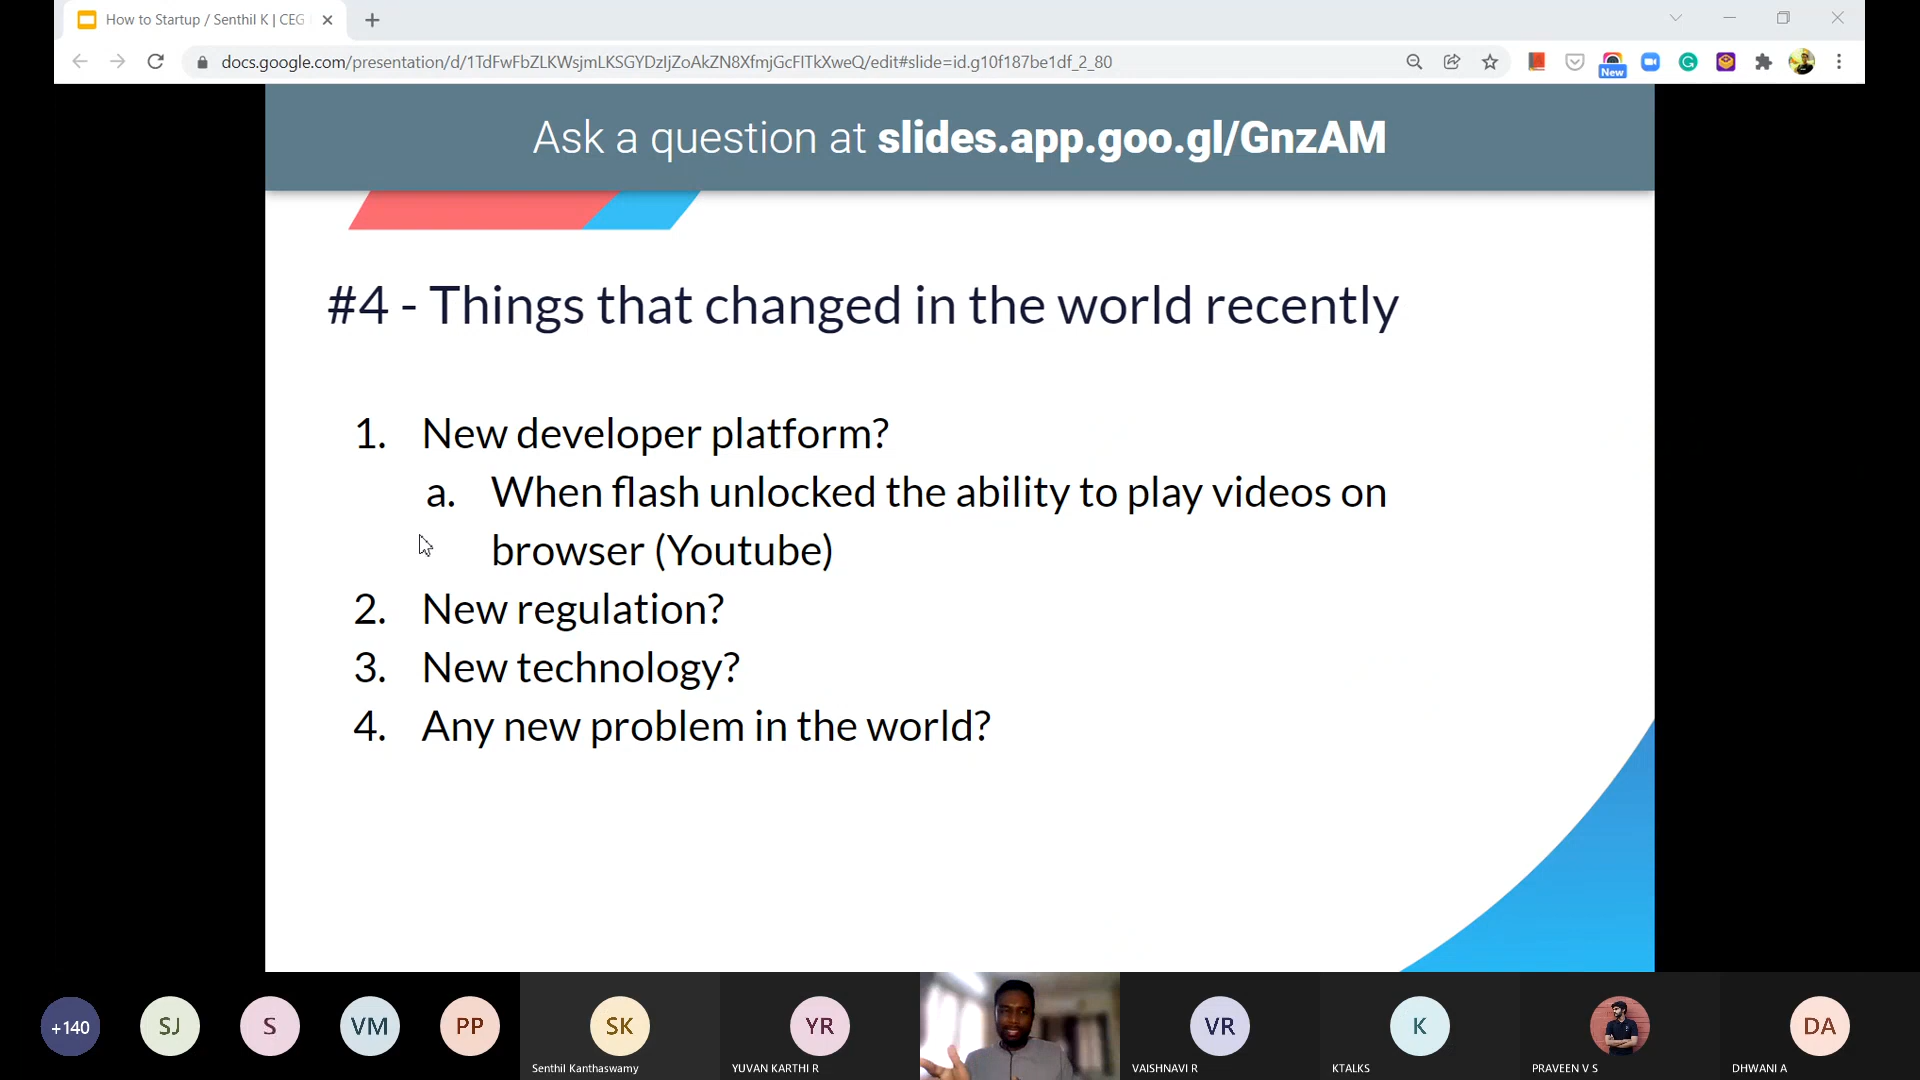 How to Startup / Senthil K | CEG
docs.google.com/presentation/d/1TdFwFbZLKWsjmLKSGYDzIjZoAkZN8XfmjGcFITkXweQ/edit#slide=id.g10f187be1df_2_80
New
Ask a question at slides.app.goo.gl/GnzAM
#4 - Things that changed in the world recently
1. New developer platform?
a. When flash unlocked the ability to play videos on
browser (Youtube)
2. New regulation?
3. New technology?
4. Any new problem in the world?
+140
SJ
S
VM
PP
SK
YR
VR
K
DA
Senthil Kanthaswamy
YUVAN KARTHI R
VAISHNAVI R
KTALKS
PRAVEEN V S
DHWANI A